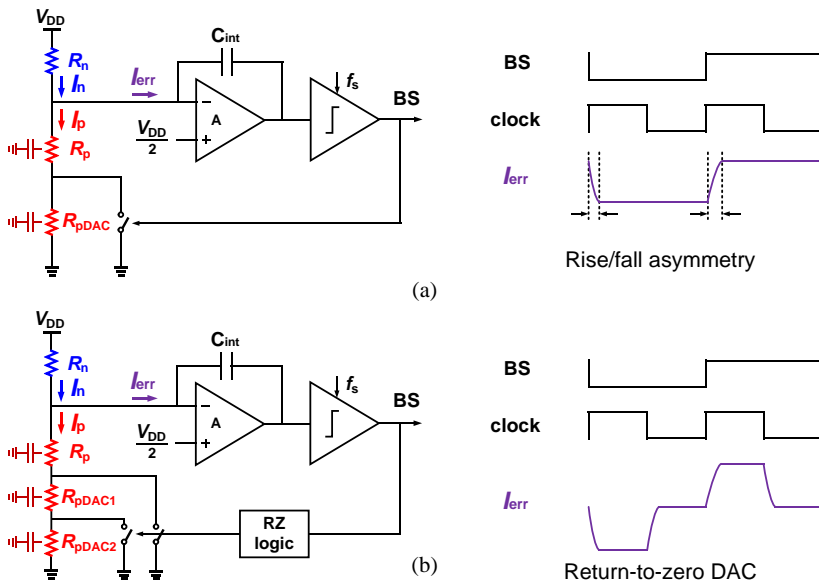 VDD
Rn
In
Ierr
Cint
A
VDD/2
fs
BS
Ip
Rp
RpDAC
BS
clock
Ierr
Rise/fall asymmetry
(a)
VDD
Rn
In
Ierr
Cint
A
VDD/2
fs
BS
Ip
Rp
RpDAC1
RpDAC2
RZ
logic
BS
clock
Ierr
Return-to-zero DAC
(b)